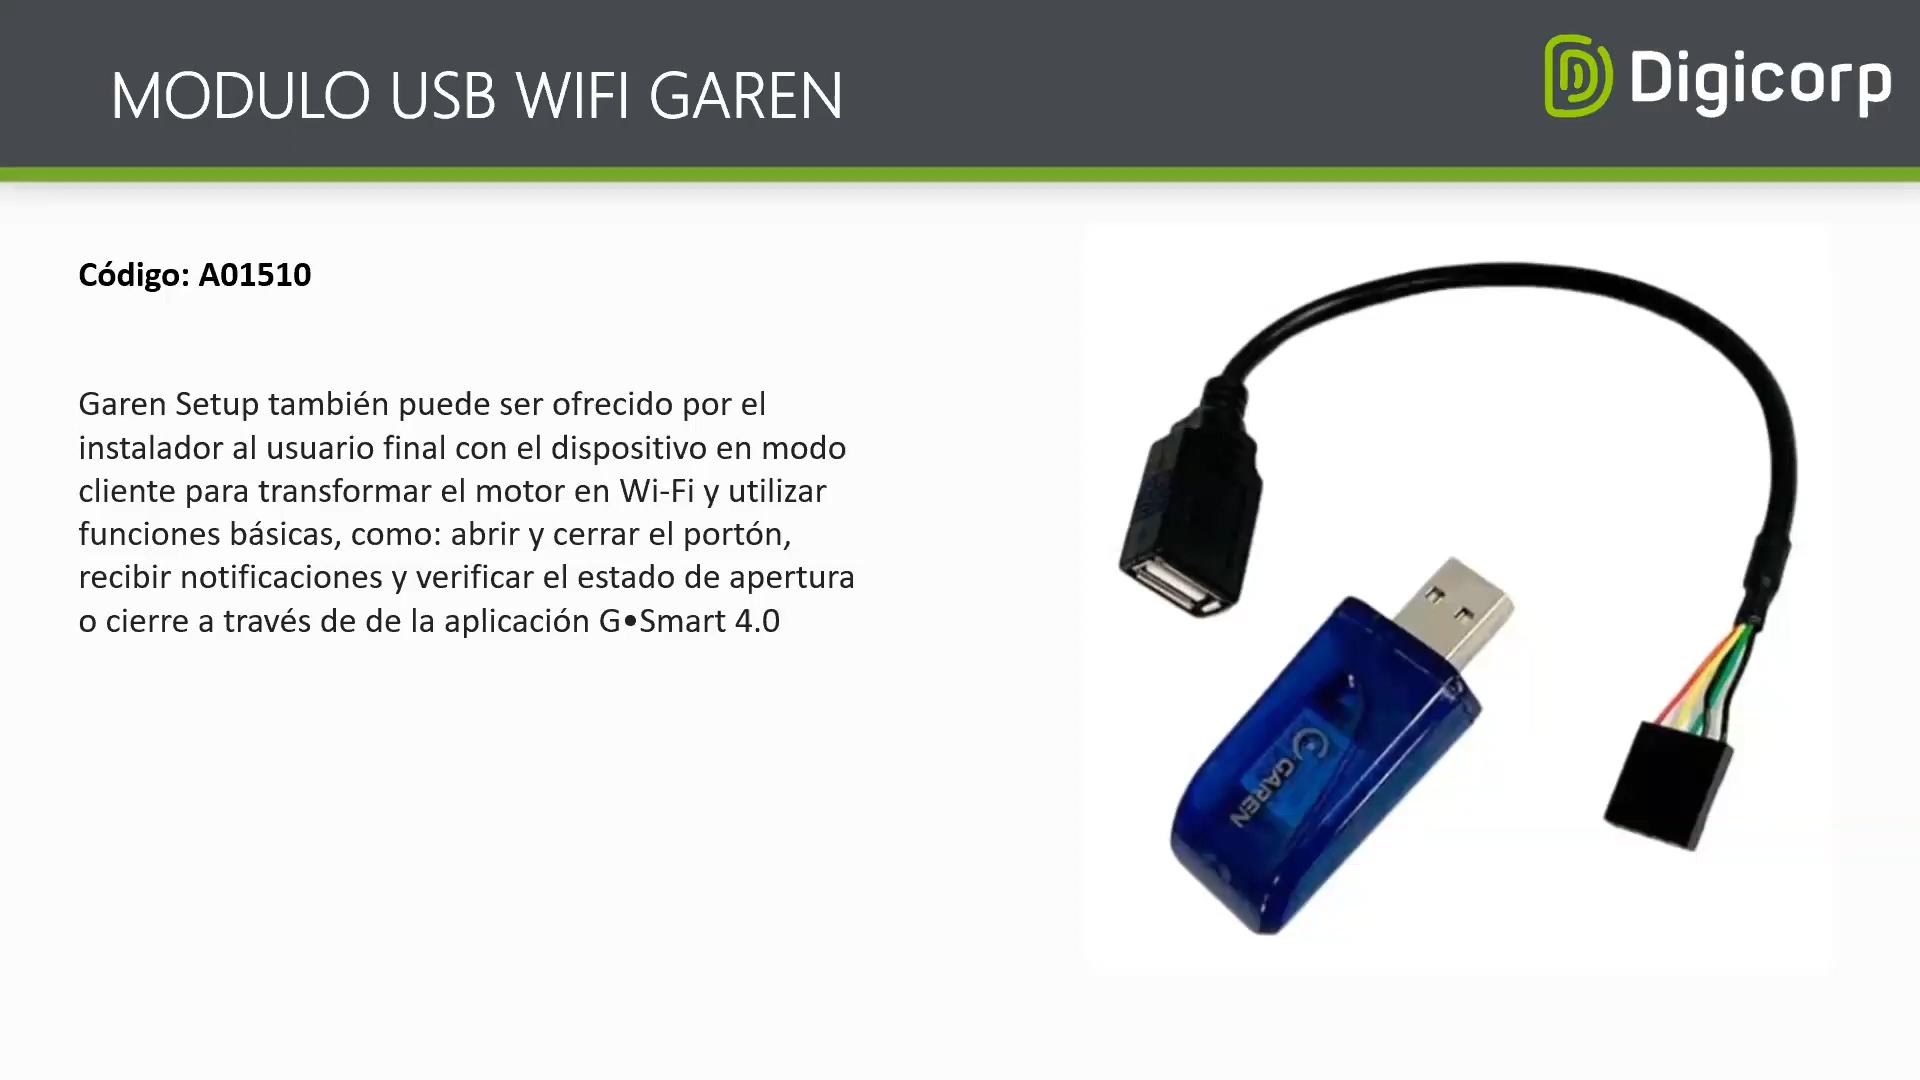 MODULO USB WIFI GAREN
Digicorp
Código: A01510
Garen Setup también puede ser ofrecido por el
instalador al usuario final con el dispositivo en modo
cliente para transformar el motor en Wi-Fi y utilizar
funciones básicas, como: abrir y cerrar el portón,
recibir notificaciones y verificar el estado de apertura
o cierre a través de de la aplicación G•Smart 4.0
GAREN